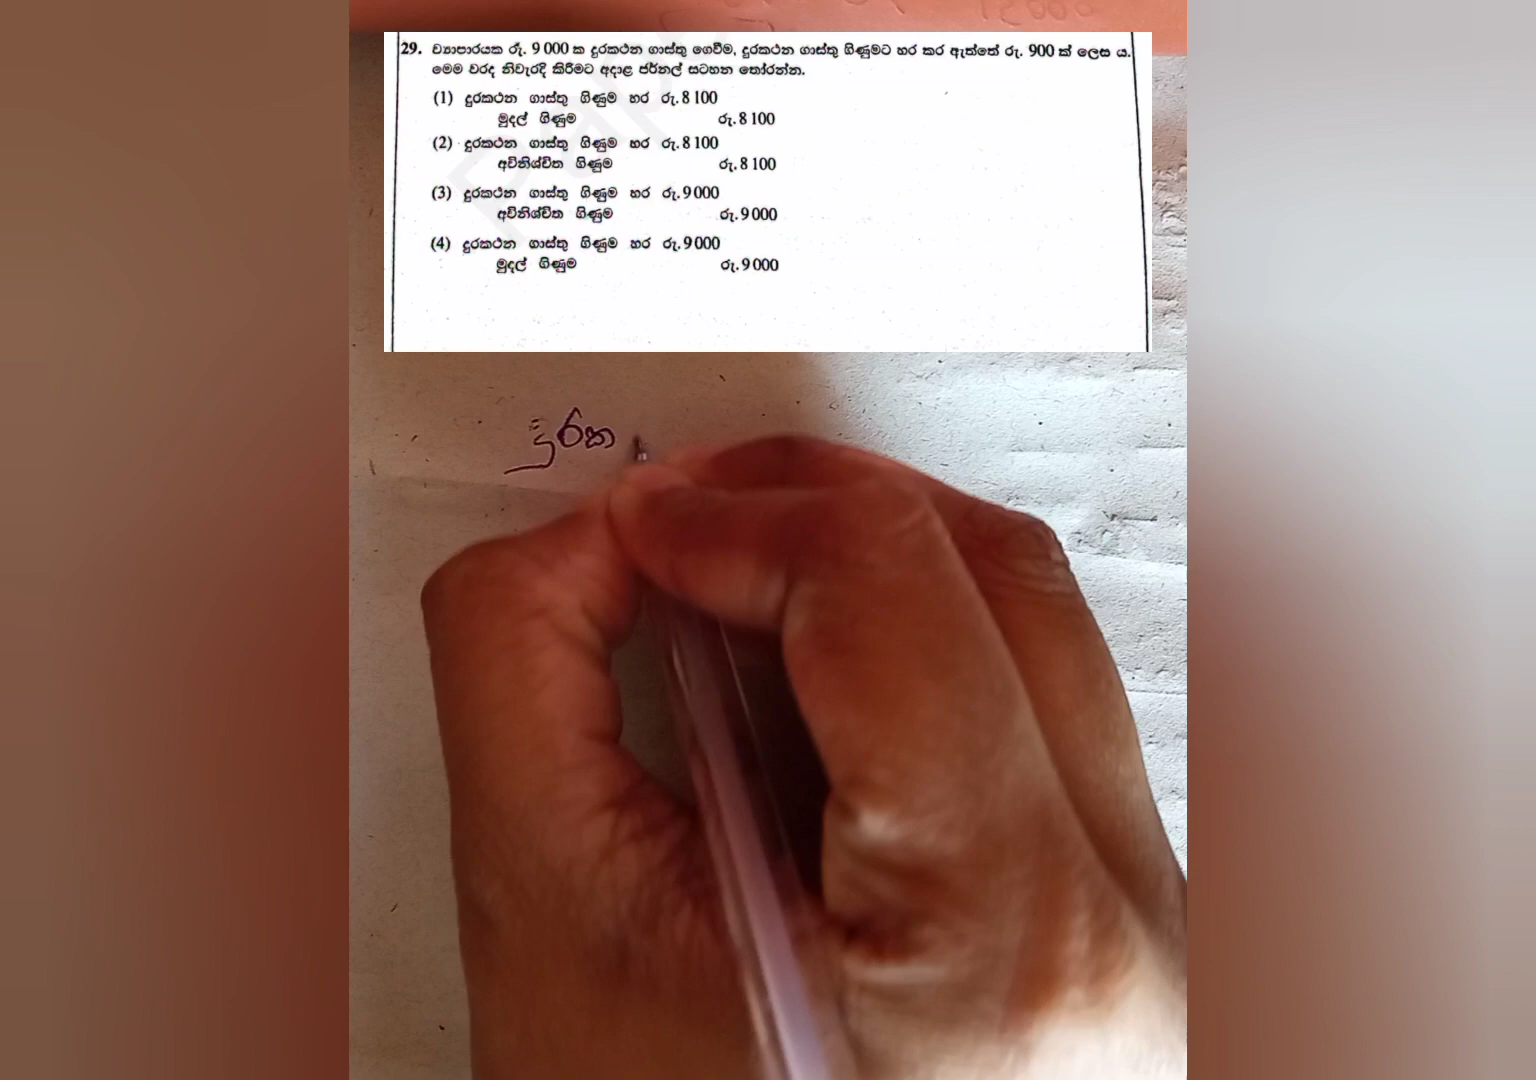 29. ව්‍යාපාරයක රු. 9 000 ක දුරකථන ගාස්තු ගෙවීම, දුරකථන ගාස්තු ගිණුමට හර කර ඇත්තේ රු. 900 ක් ලෙස ය.
මෙම වරද නිවැරදි කිරීමට අදාළ ජර්නල් සටහන තෝරන්න.
(1) දුරකථන ගාස්තු ගිණුම හර රු. 8 100
මුදල් ගිණුම රු. 8 100
(2) දුරකථන ගාස්තු ගිණුම හර රු. 8 100
අවිනිශ්චිත ගිණුම රු. 8 100
(3) දුරකථන ගාස්තු ගිණුම හර රු. 9 000
අවිනිශ්චිත ගිණුම රු. 9 000
(4) දුරකථන ගාස්තු ගිණුම හර රු. 9 000
මුදල් ගිණුම රු. 9 000
දුරක